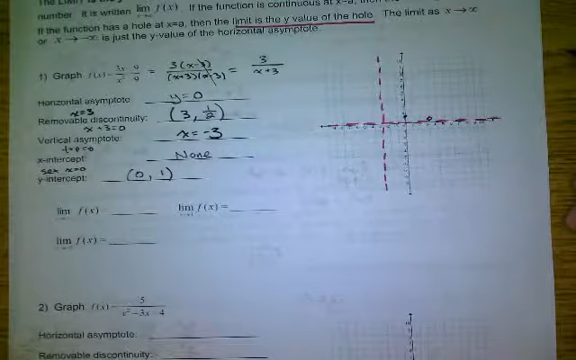 number. It is written lim f(x). If the function is continuous at x=a, then the
If the function has a hole at x=a, then the limit is the y value of the hole. The limit as x→∞
or x→-∞ is just the y-value of the horizontal asymptote.
1) Graph f(x)= 3x-9 / x²-9 = 3(x-3) / (x+3)(x-3) = 3 / x+3
Horizontal asymptote: y=0
x=3
Removable discontinuity: (3, 1/2)
x+3=0
Vertical asymptote: x=-3
x-intercept: None
set x=0
y-intercept: (0, 1)
lim f(x) = lim f(x) =
lim f(x) =
2) Graph f(x)= 5 / x²-3x-4
Horizontal asymptote:
Removable discontinuity: